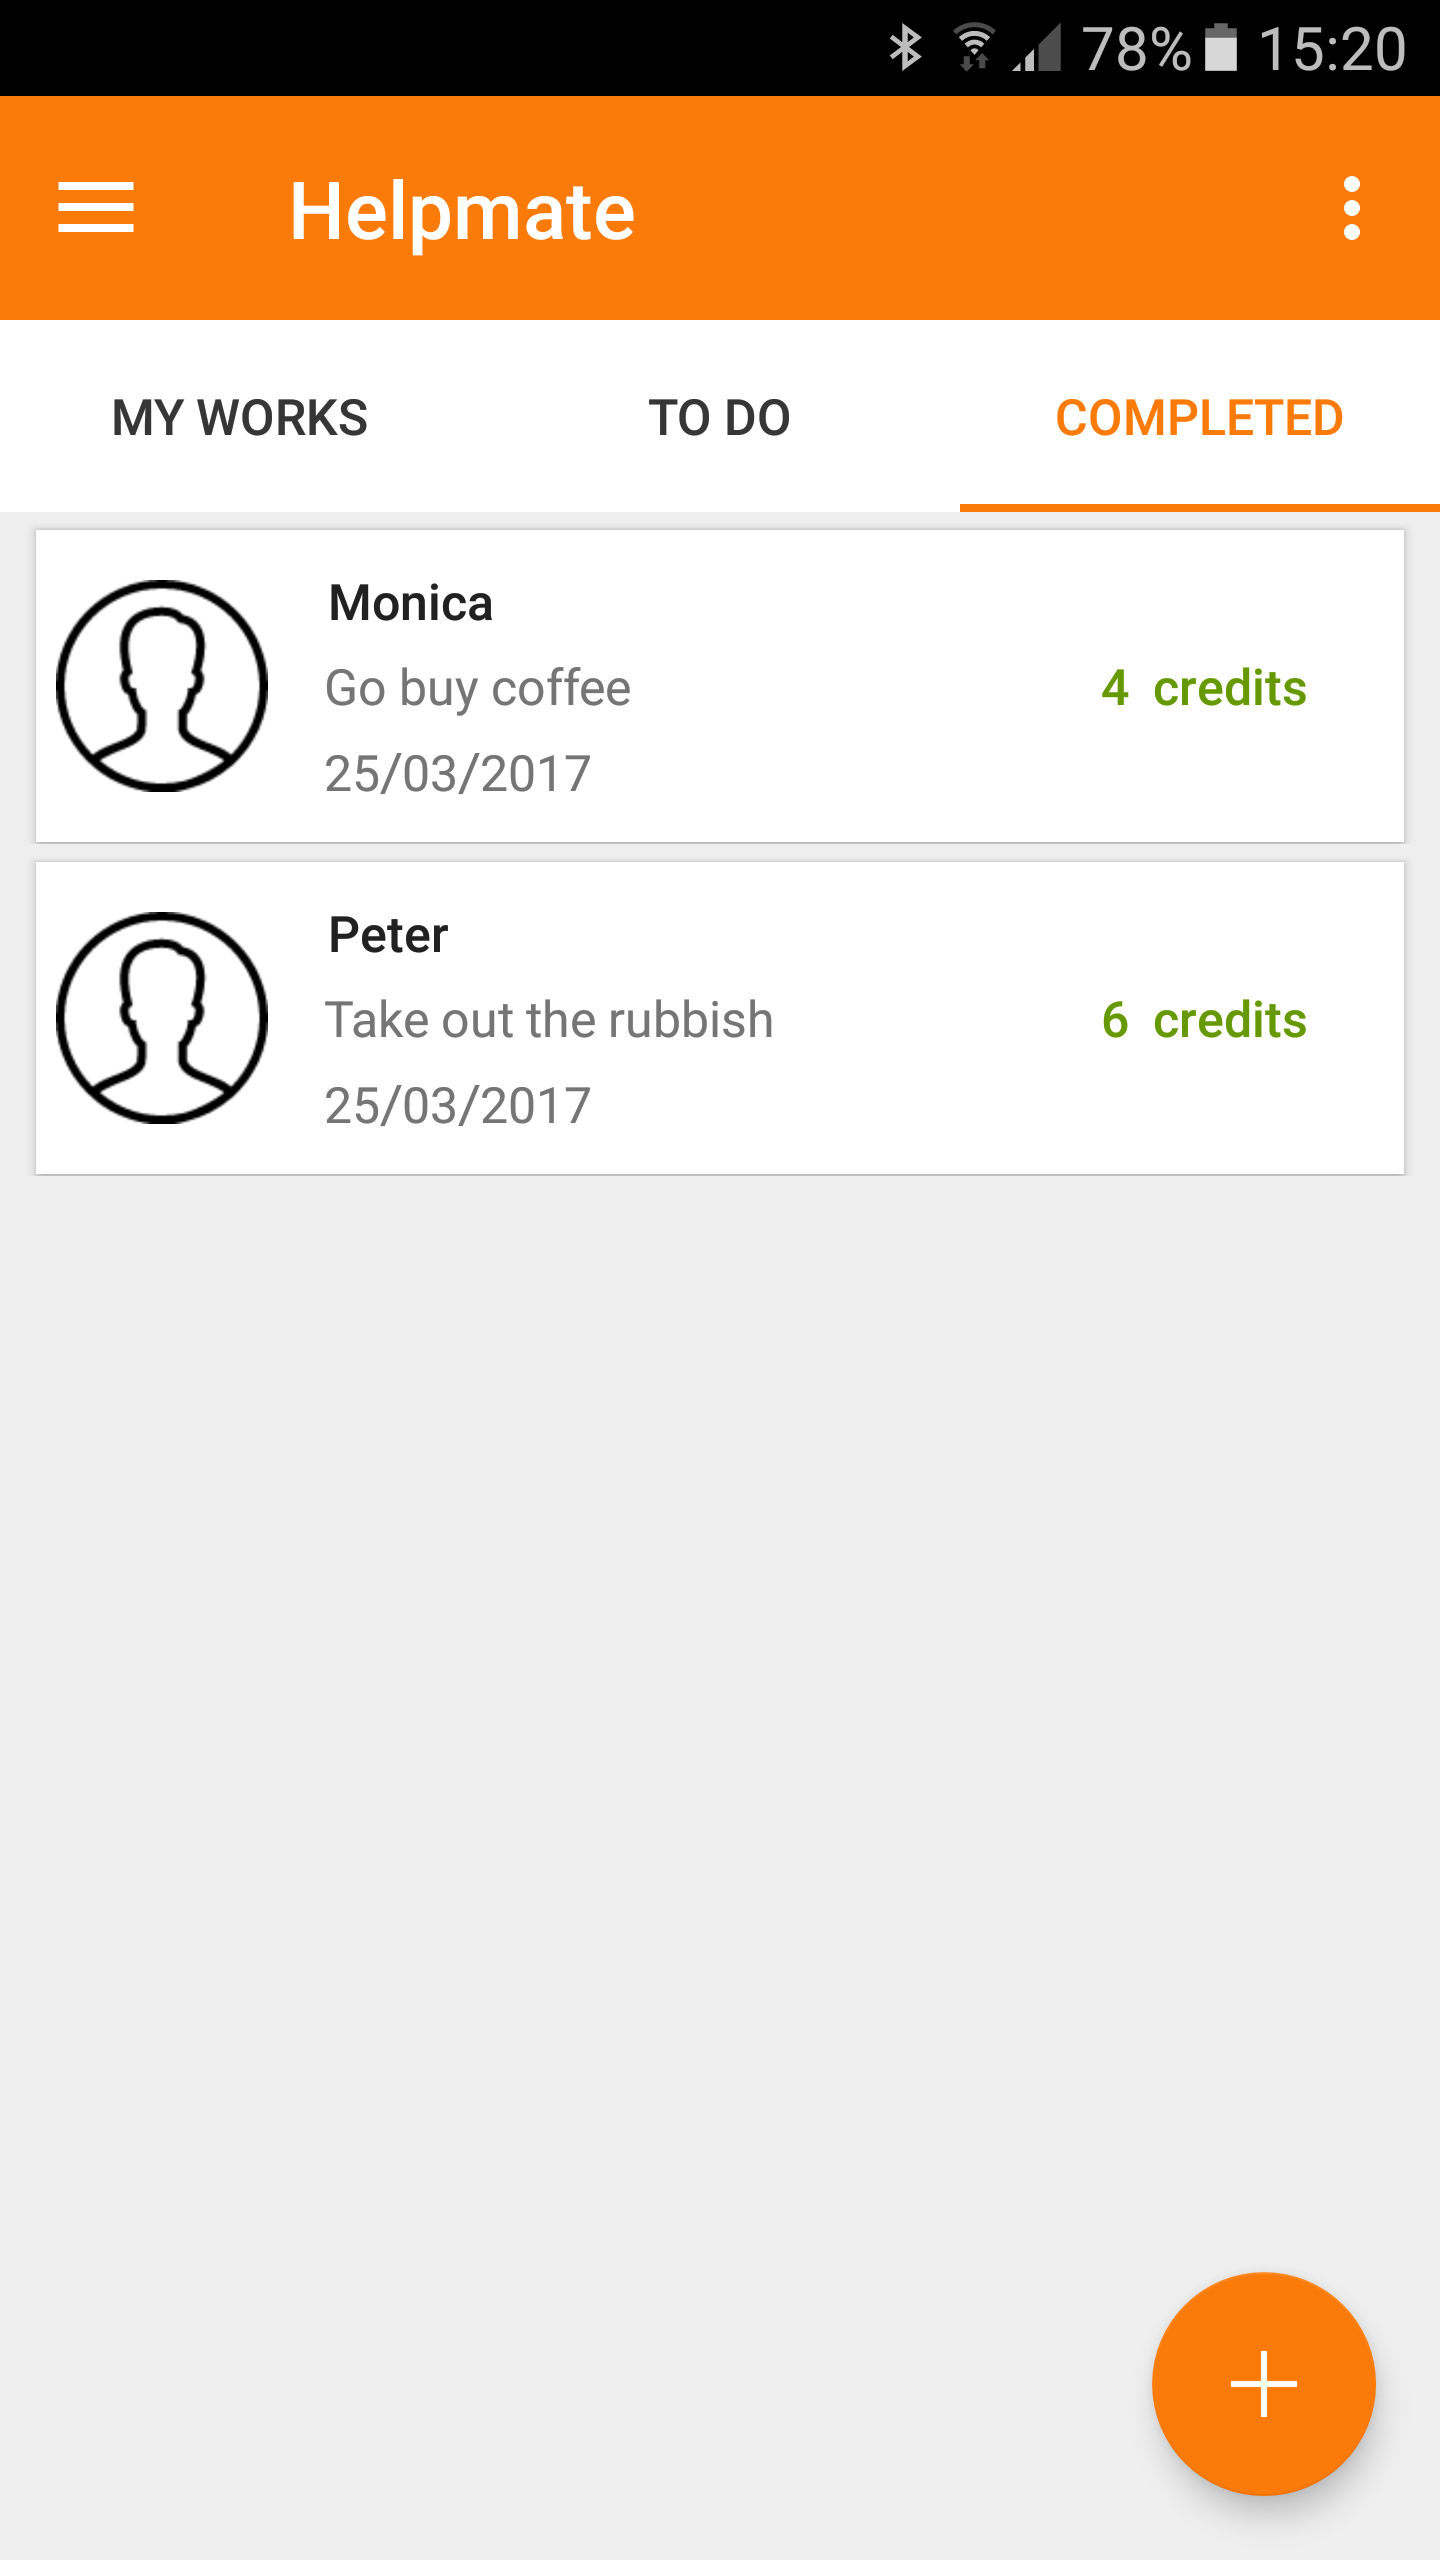 78% 15:20
Helpmate
MY WORKS TO DO COMPLETED
Monica
Go buy coffee 4 credits
25/03/2017
Peter
Take out the rubbish 6 credits
25/03/2017